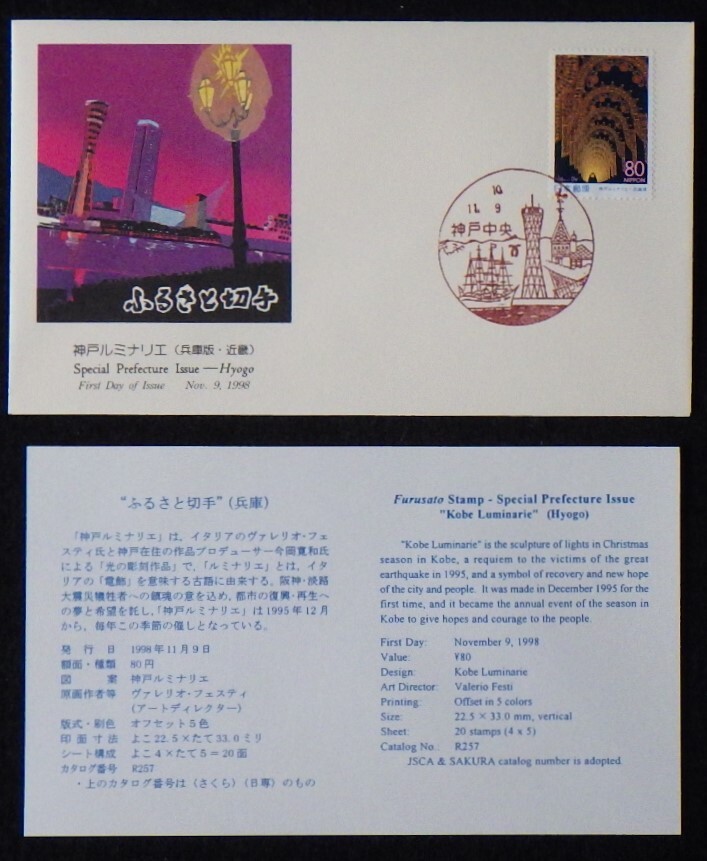 ふるさと切手
神戸ルミナリエ (兵庫版・近畿)
Special Prefecture Issue —Hyogo
First Day of Issue Nov. 9, 1998
80
NIPPON
10
11. 9
神戸中央
"ふるさと切手" (兵庫)
「神戸ルミナリエ」は、イタリアのヴァレリオ・フェ
スティ氏と神戸在住の作品プロデューサー今岡寛和氏
による「光の彫刻作品」で、「ルミナリエ」とは、イタ
リアの「電飾」を意味する古語に由来する。阪神・淡路
大震災犠牲者への鎮魂の意を込め、都市の復興・再生へ
の夢と希望を託し、「神戸ルミナリエ」は1995年12月
から、毎年この季節の催しとなっている。
発行日 1998年11月9日
額面・種類 80円
図案 神戸ルミナリエ
原画作者等 ヴァレリオ・フェスティ
(アートディレクター)
版式・刷色 オフセット5色
印面寸法 よこ22.5×たて33.0ミリ
シート構成 よこ4×たて5=20面
カタログ番号 R257
・上のカタログ番号は(さくら)(日専)のもの
Furusato Stamp - Special Prefecture Issue
"Kobe Luminarie" (Hyogo)
"Kobe Luminarie" is the sculpture of lights in Christmas
season in Kobe, a requiem to the victims of the great
earthquake in 1995, and a symbol of recovery and new hope
of the city and people. It was made in December 1995 for the
first time, and it became the annual event of the season in
Kobe to give hopes and courage to the people.
First Day: November 9, 1998
Value: ¥80
Design: Kobe Luminarie
Art Director: Valerio Festi
Printing: Offset in 5 colors
Size: 22.5 × 33.0 mm, vertical
Sheet: 20 stamps (4 x 5)
Catalog No.: R257
JSCA & SAKURA catalog number is adopted.